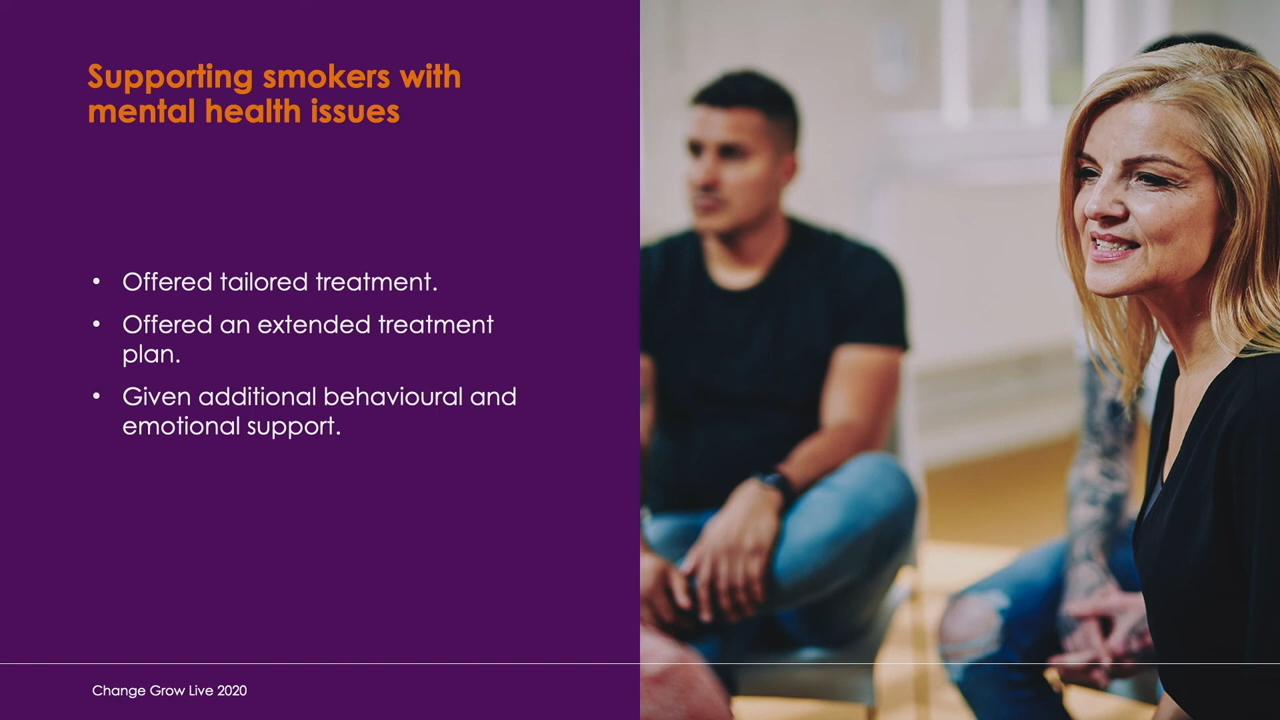 Supporting smokers with
mental health issues
• Offered tailored treatment.
• Offered an extended treatment
plan.
• Given additional behavioural and
emotional support.
Change Grow Live 2020